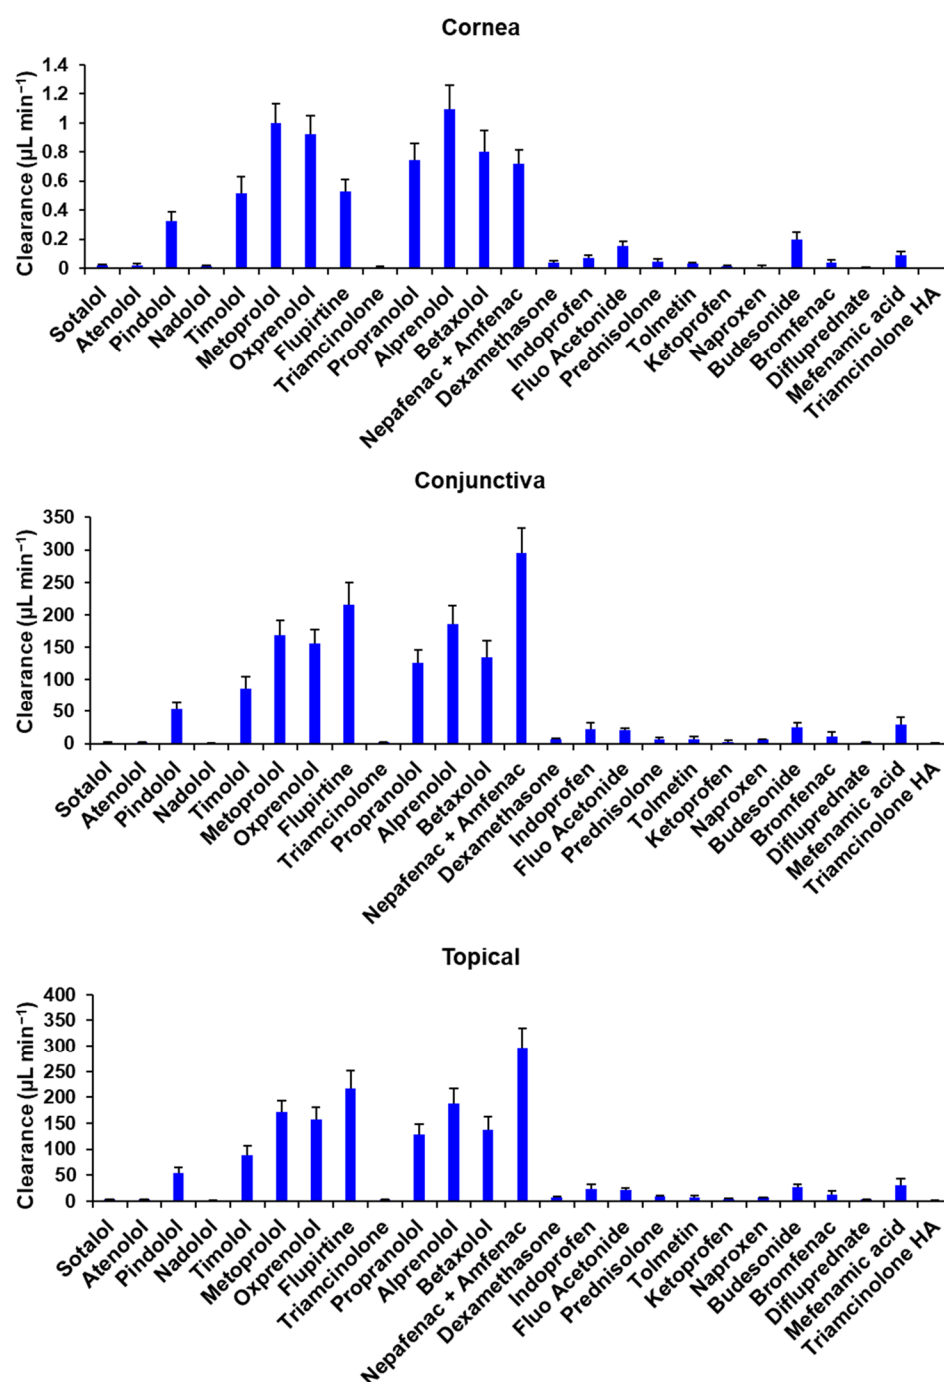 Cornea
Clearance (µL min⁻¹)
1.4
1.2
1
0.8
0.6
0.4
0.2
0
Sotalol
Atenolol
Pindolol
Nadolol
Timolol
Metoprolol
Oxprenolol
Flupirtine
Triamcinolone
Propranolol
Alprenolol
Betaxolol
Nepafenac + Amfenac
Dexamethasone
Indoprofen
Fluo Acetonide
Prednisolone
Tolmetin
Ketoprofen
Naproxen
Budesonide
Bromfenac
Difluprednate
Mefenamic acid
Triamcinolone HA
Conjunctiva
Clearance (µL min⁻¹)
350
300
250
200
150
100
50
0
Sotalol
Atenolol
Pindolol
Nadolol
Timolol
Metoprolol
Oxprenolol
Flupirtine
Triamcinolone
Propranolol
Alprenolol
Betaxolol
Nepafenac + Amfenac
Dexamethasone
Indoprofen
Fluo Acetonide
Prednisolone
Tolmetin
Ketoprofen
Naproxen
Budesonide
Bromfenac
Difluprednate
Mefenamic acid
Triamcinolone HA
Topical
Clearance (µL min⁻¹)
400
350
300
250
200
150
100
50
0
Sotalol
Atenolol
Pindolol
Nadolol
Timolol
Metoprolol
Oxprenolol
Flupirtine
Triamcinolone
Propranolol
Alprenolol
Betaxolol
Nepafenac + Amfenac
Dexamethasone
Indoprofen
Fluo Acetonide
Prednisolone
Tolmetin
Ketoprofen
Naproxen
Budesonide
Bromfenac
Difluprednate
Mefenamic acid
Triamcinolone HA